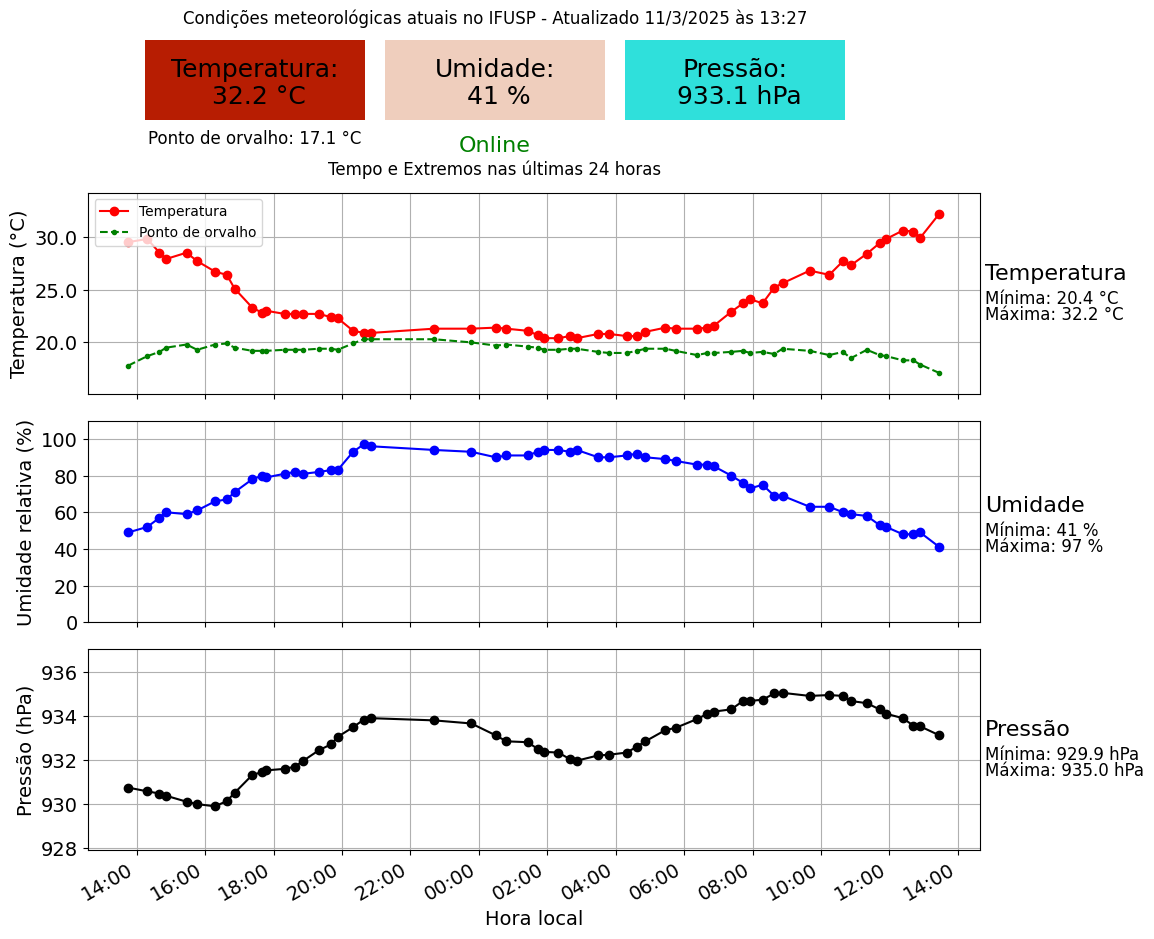 Condições meteorológicas atuais no IFUSP - Atualizado 11/3/2025 às 13:27
Temperatura:
32.2 °C
Umidade:
41 %
Pressão:
933.1 hPa
Ponto de orvalho: 17.1 °C
Online
Tempo e Extremos nas últimas 24 horas
Temperatura (°C)
30.0
25.0
20.0
Temperatura
Ponto de orvalho
Temperatura
Mínima: 20.4 °C
Máxima: 32.2 °C
Umidade relativa (%)
100
80
60
40
20
0
Umidade
Mínima: 41 %
Máxima: 97 %
Pressão (hPa)
936
934
932
930
928
Pressão
Mínima: 929.9 hPa
Máxima: 935.0 hPa
14:00
16:00
18:00
20:00
22:00
00:00
02:00
04:00
06:00
08:00
10:00
12:00
14:00
Hora local